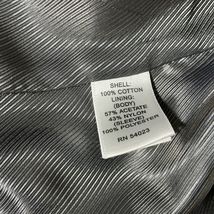 SHELL:
100% COTTON
LINING:
(BODY)
57% ACETATE
43% NYLON
(SLEEVE)
100% POLYESTER
RN 54023